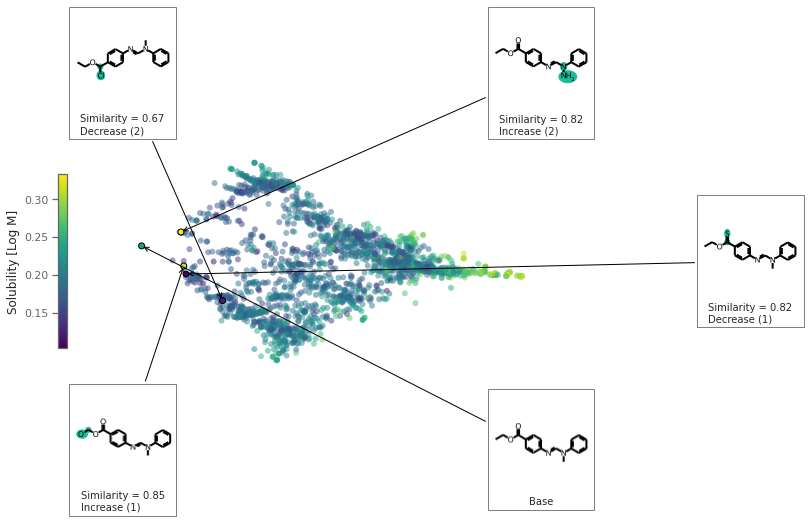 Similarity = 0.67
Decrease (2)
Similarity = 0.82
Increase (2)
Solubility [Log M]
0.30
0.25
0.20
0.15
Similarity = 0.82
Decrease (1)
Similarity = 0.85
Increase (1)
Base